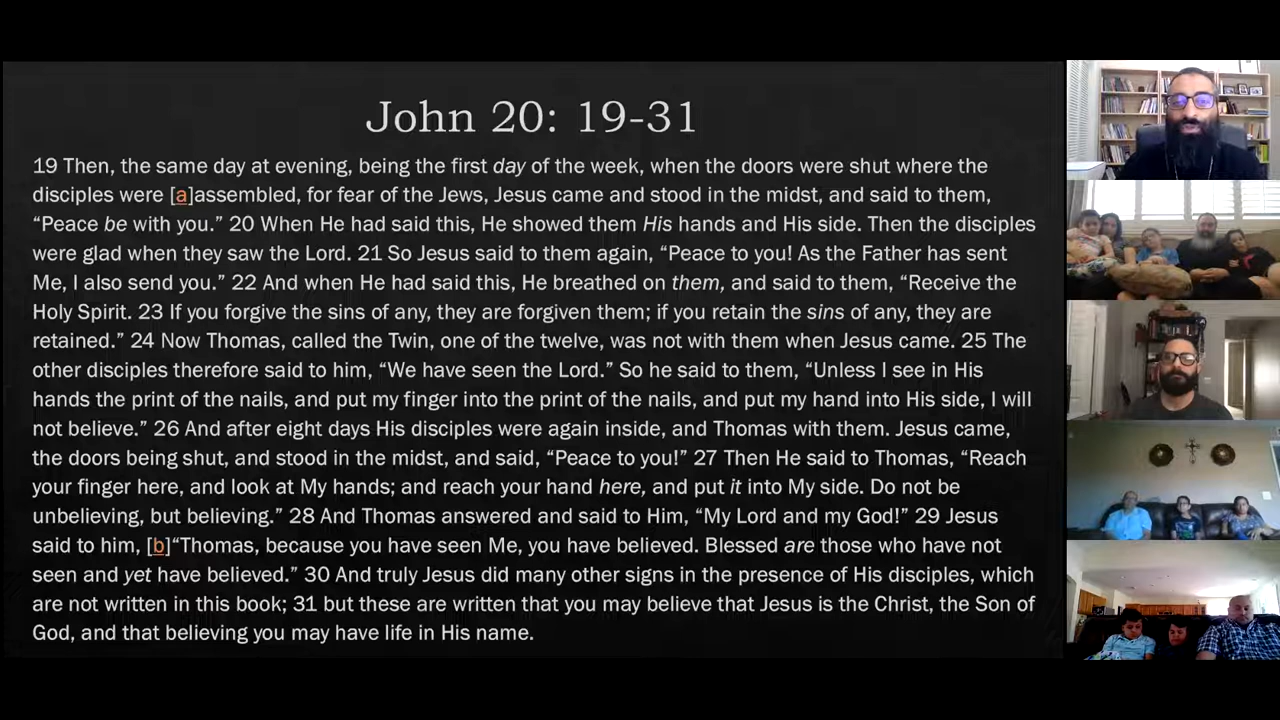 John 20: 19-31
19 Then, the same day at evening, being the first day of the week, when the doors were shut where the
disciples were [a]assembled, for fear of the Jews, Jesus came and stood in the midst, and said to them,
“Peace be with you.” 20 When He had said this, He showed them His hands and His side. Then the disciples
were glad when they saw the Lord. 21 So Jesus said to them again, “Peace to you! As the Father has sent
Me, I also send you.” 22 And when He had said this, He breathed on them, and said to them, “Receive the
Holy Spirit. 23 If you forgive the sins of any, they are forgiven them; if you retain the sins of any, they are
retained.” 24 Now Thomas, called the Twin, one of the twelve, was not with them when Jesus came. 25 The
other disciples therefore said to him, “We have seen the Lord.” So he said to them, “Unless I see in His
hands the print of the nails, and put my finger into the print of the nails, and put my hand into His side, I will
not believe.” 26 And after eight days His disciples were again inside, and Thomas with them. Jesus came,
the doors being shut, and stood in the midst, and said, “Peace to you!” 27 Then He said to Thomas, “Reach
your finger here, and look at My hands; and reach your hand here, and put it into My side. Do not be
unbelieving, but believing.” 28 And Thomas answered and said to Him, “My Lord and my God!” 29 Jesus
said to him, [b]“Thomas, because you have seen Me, you have believed. Blessed are those who have not
seen and yet have believed.” 30 And truly Jesus did many other signs in the presence of His disciples, which
are not written in this book; 31 but these are written that you may believe that Jesus is the Christ, the Son of
God, and that believing you may have life in His name.